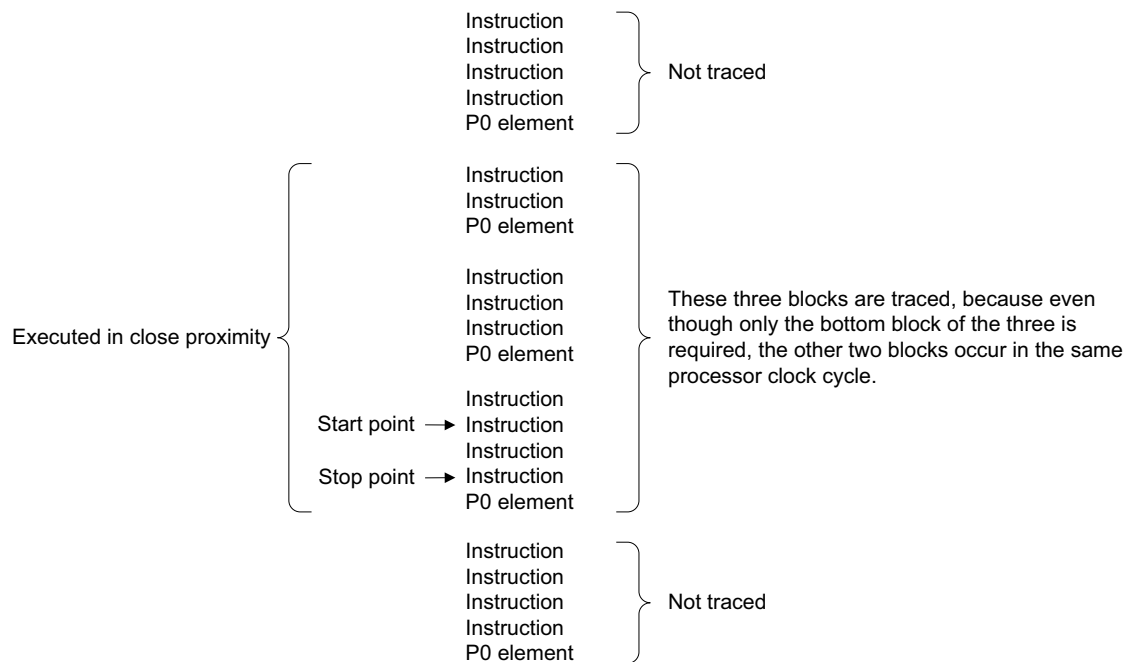 Instruction
Instruction
Instruction
Instruction
P0 element
Not traced
Executed in close proximity
Instruction
Instruction
P0 element
Instruction
Instruction
Instruction
P0 element
Instruction
Start point
Instruction
Instruction
Stop point
Instruction
P0 element
These three blocks are traced, because even
though only the bottom block of the three is
required, the other two blocks occur in the same
processor clock cycle.
Instruction
Instruction
Instruction
Instruction
P0 element
Not traced